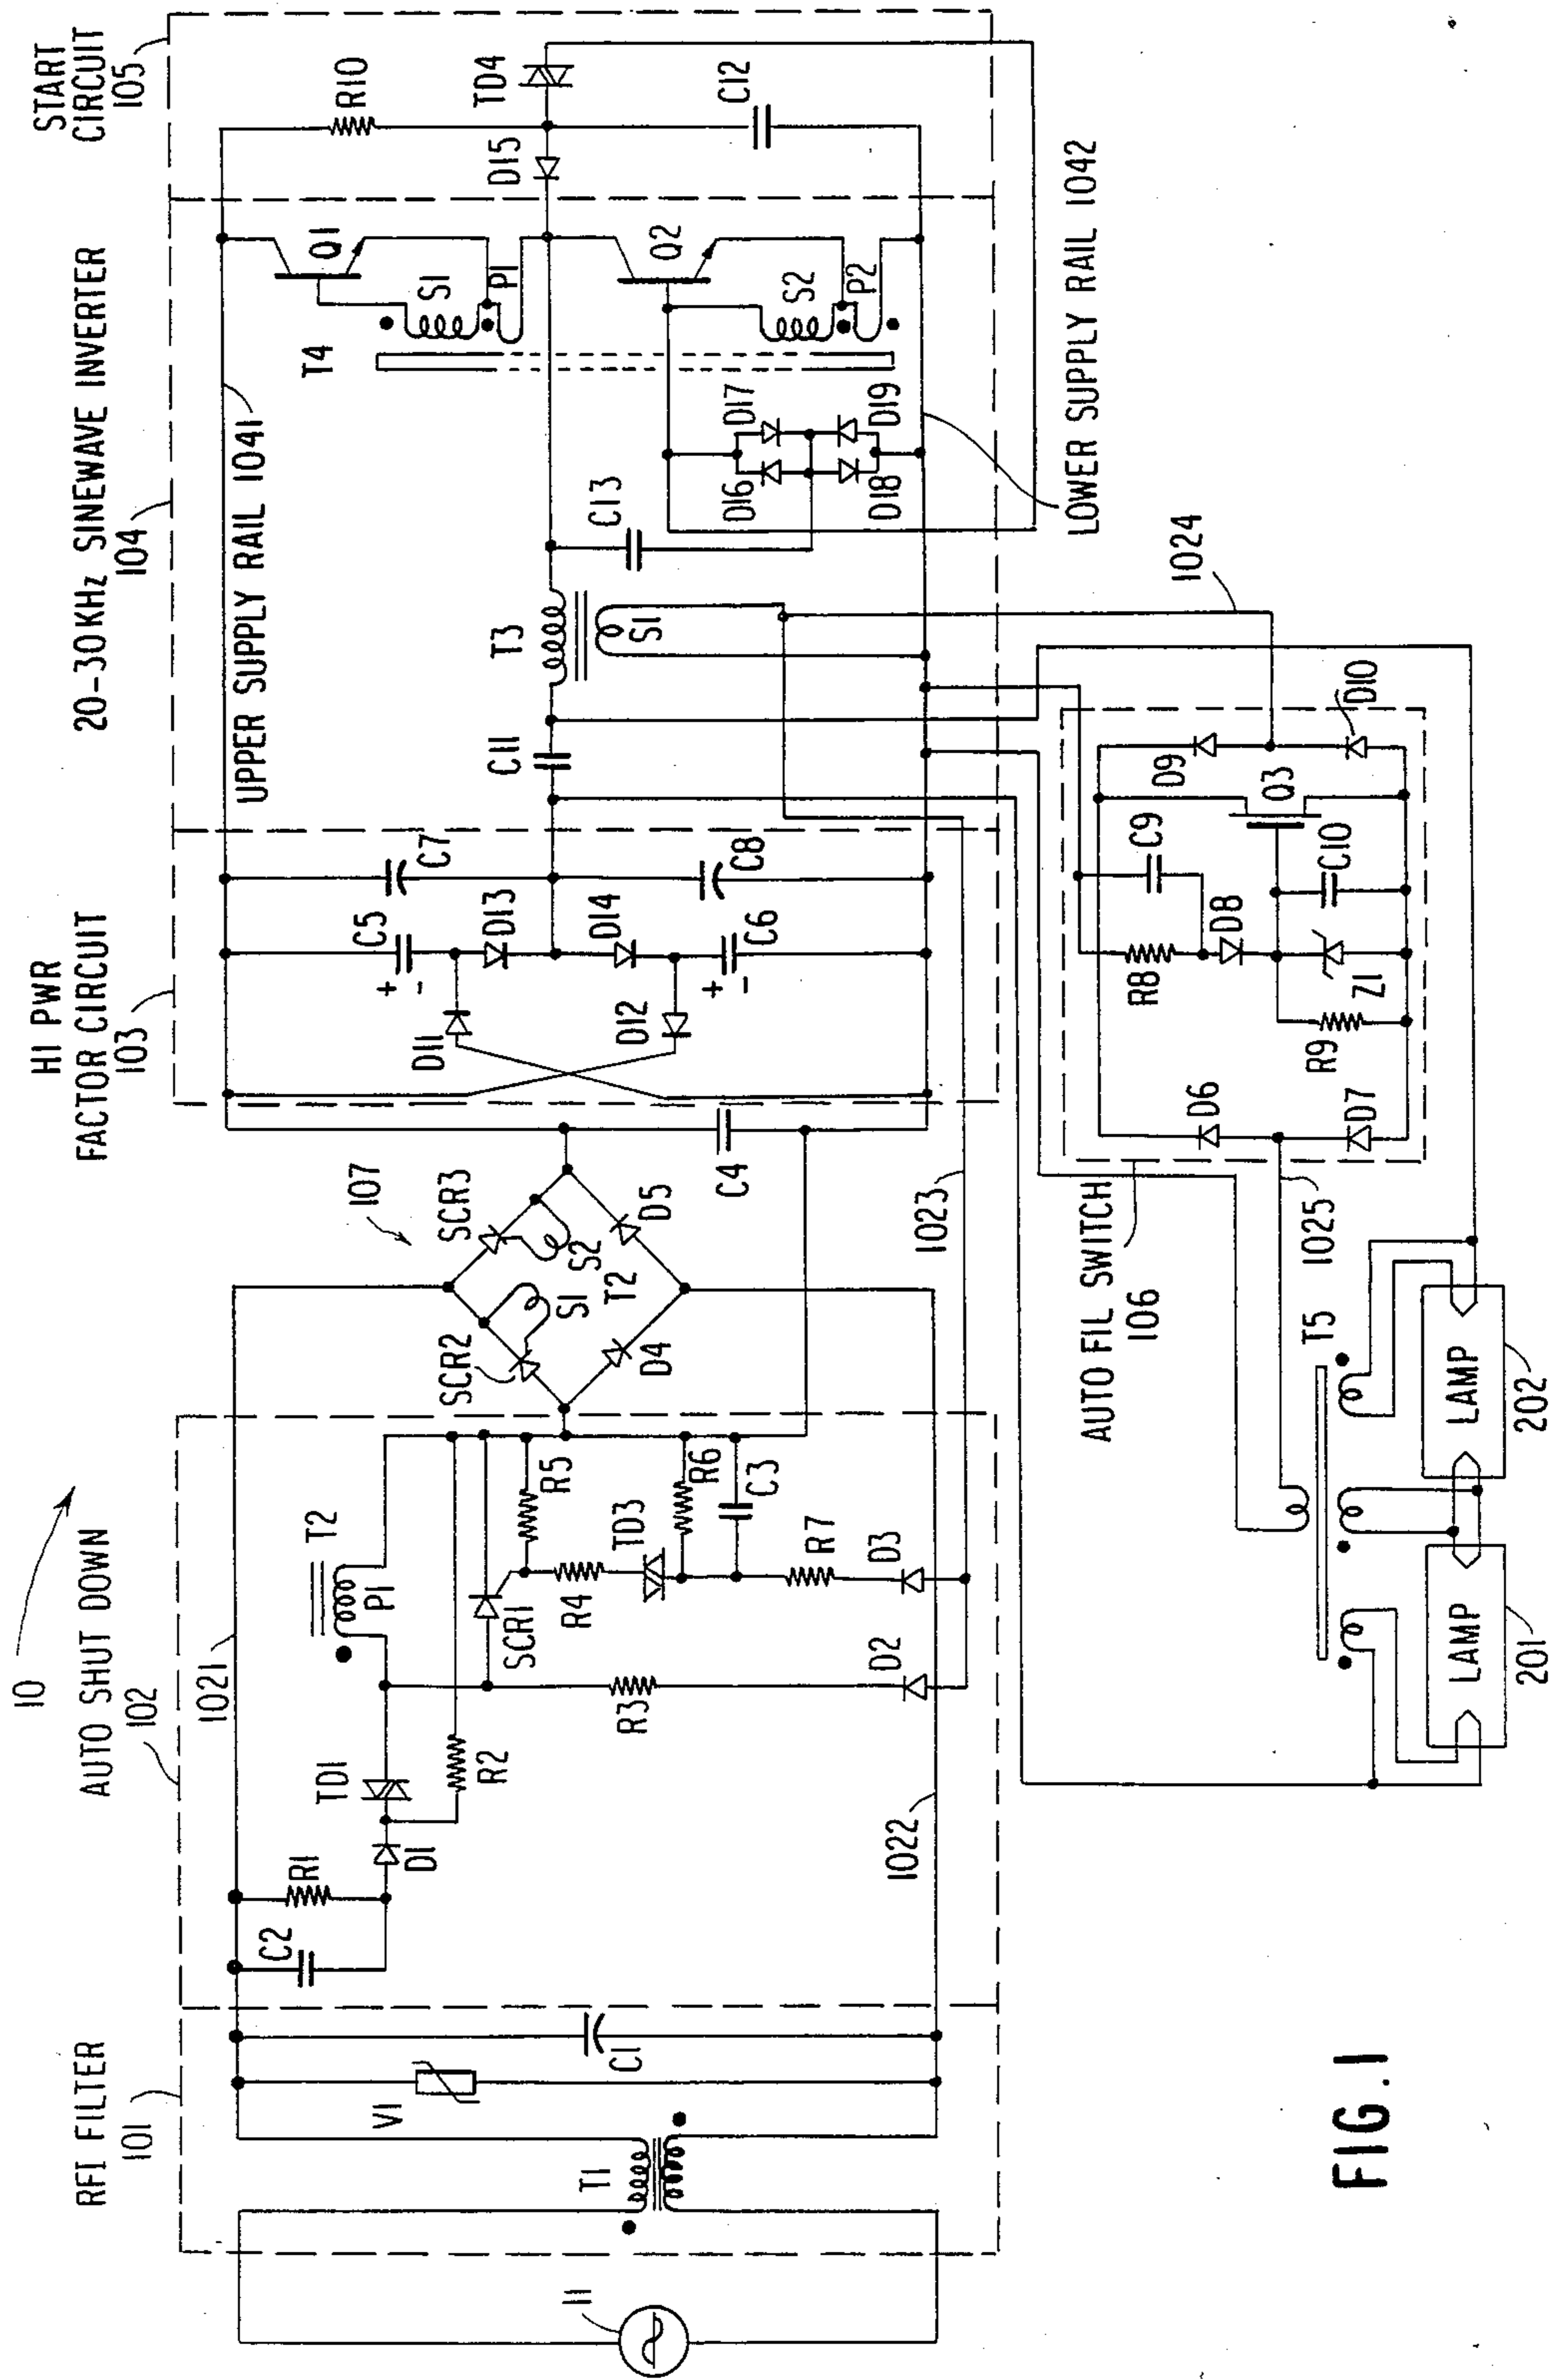 10
RFI FILTER
101
AUTO SHUT DOWN
102
HI PWR
FACTOR CIRCUIT
103
20-30KHz SINEWAVE INVERTER
104
START
CIRCUIT
105
11
T1
V1
C1
1021
1022
C2
R1
D1
TD1
R2
T2
P1
R3
D2
SCR1
R4
R5
TD3
R6
C3
R7
D3
107
SCR2
S1
SCR3
S2
T2
D4
D5
C4
1023
D11
D12
C5
+
-
D13
D14
C6
+
-
C7
C8
UPPER SUPPLY RAIL 1041
C11
T3
S1
C13
D16
D17
D18
D19
T4
S1
P1
Q1
S2
P2
Q2
R10
D15
TD4
C12
LOWER SUPPLY RAIL 1042
1024
AUTO FIL SWITCH
106
1025
D6
D7
R8
R9
D8
Z1
C9
C10
Q3
D9
D10
T5
LAMP
201
LAMP
202
FIG.1